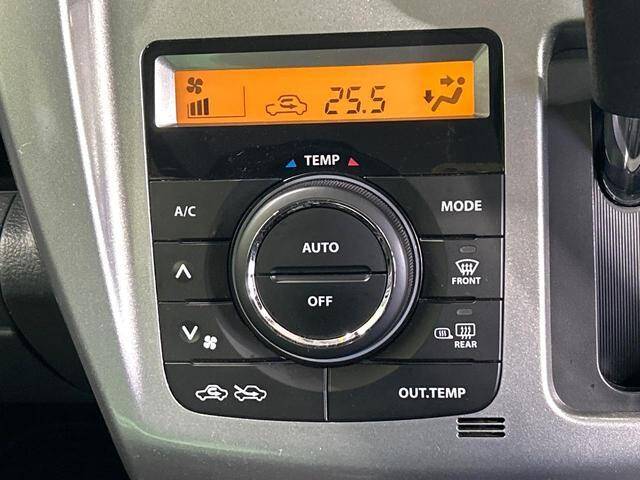 25.5
TEMP
A/C
MODE
AUTO
OFF
FRONT
REAR
OUT.TEMP